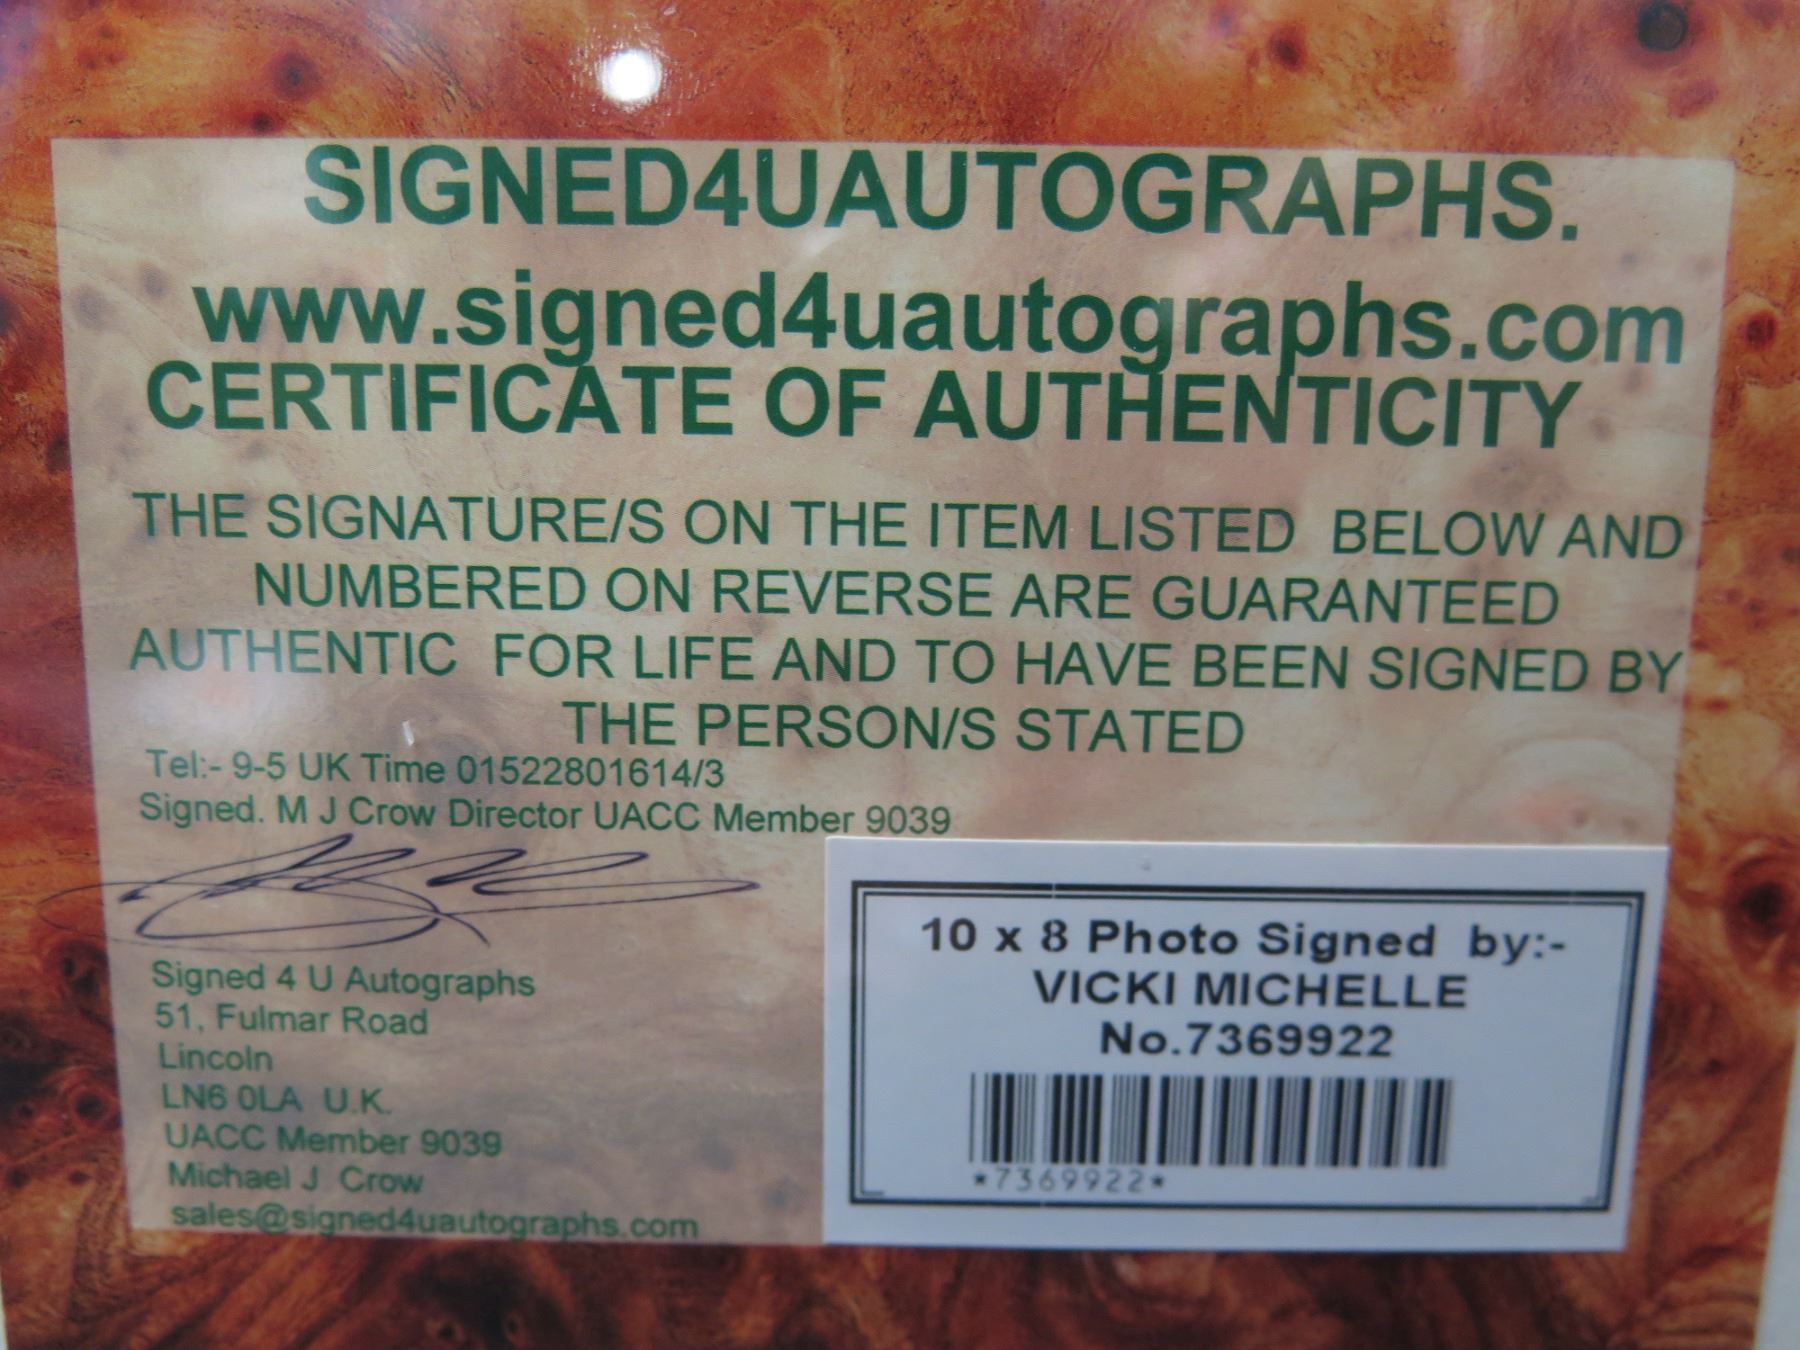 SIGNED4UAUTOGRAPHS.
www.signed4uautographs.com
CERTIFICATE OF AUTHENTICITY
THE SIGNATURE/S ON THE ITEM LISTED BELOW AND
NUMBERED ON REVERSE ARE GUARANTEED
AUTHENTIC FOR LIFE AND TO HAVE BEEN SIGNED BY
THE PERSON/S STATED
Tel:- 9-5 UK Time 01522801614/3
Signed. M J Crow Director UACC Member 9039
Signed 4 U Autographs
51, Fulmar Road
Lincoln
LN6 0LA U.K.
UACC Member 9039
Michael J Crow
sales@signed4uautographs.com
10 x 8 Photo Signed by:-
VICKI MICHELLE
No.7369922
*7369922*